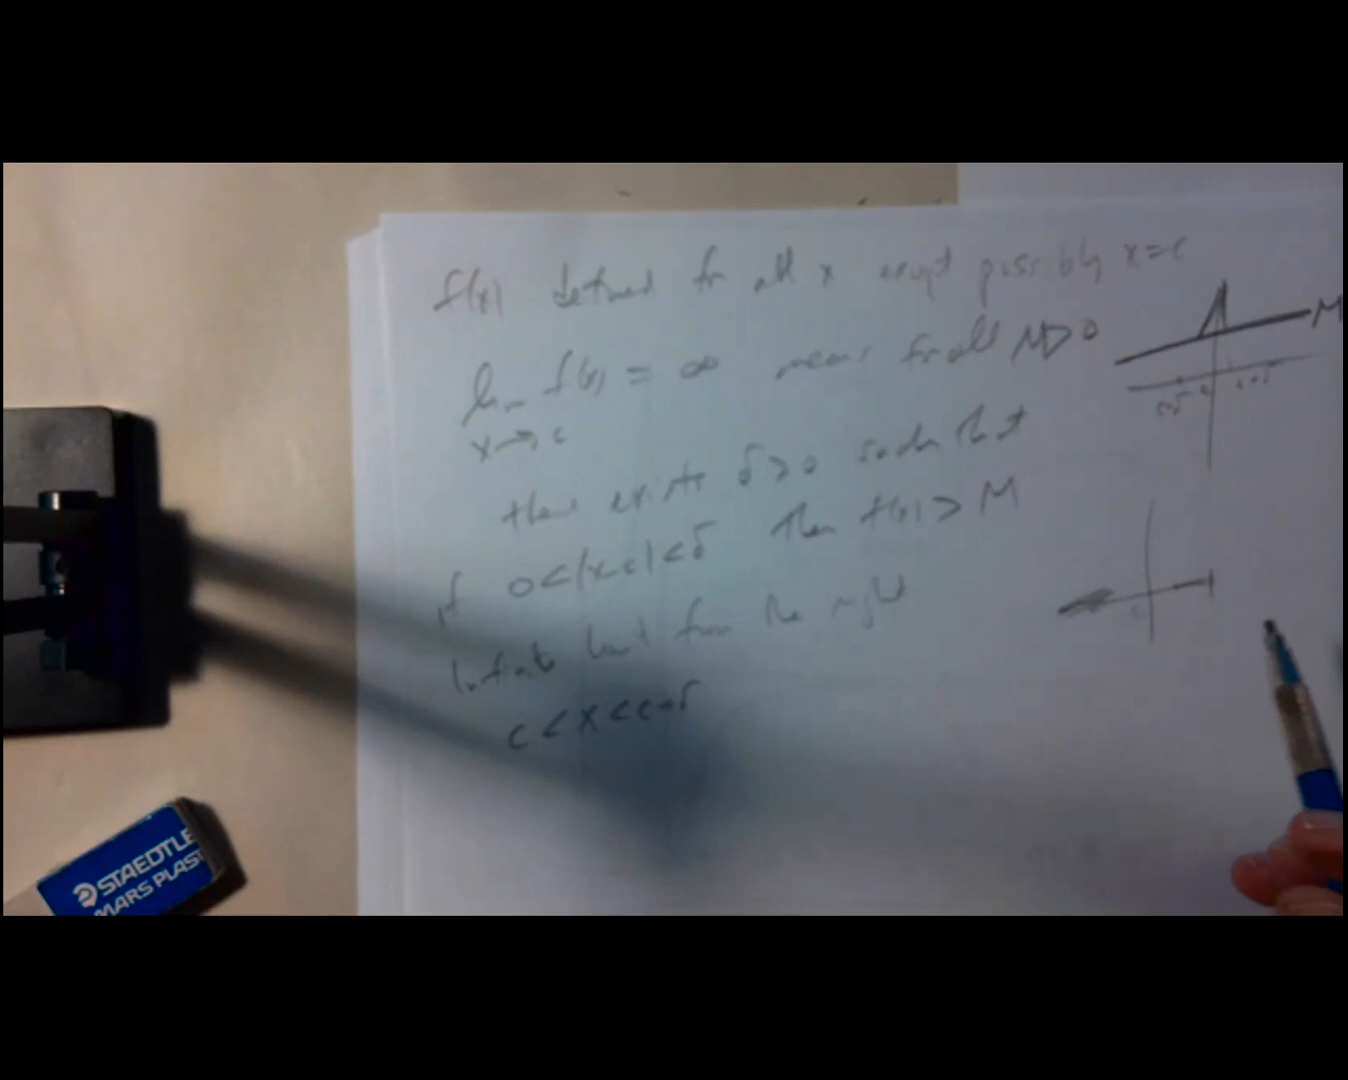 f(x) defined for all x except possibly x=c
lim f(x) = ∞ means for all M>0
x→c
there exists δ>0 such that
if 0<|x-c|<δ then f(x)>M
Infinite limit from the right
c<x<c+δ
M
c-δ c c+δ
STAEDTLER
MARS PLAST